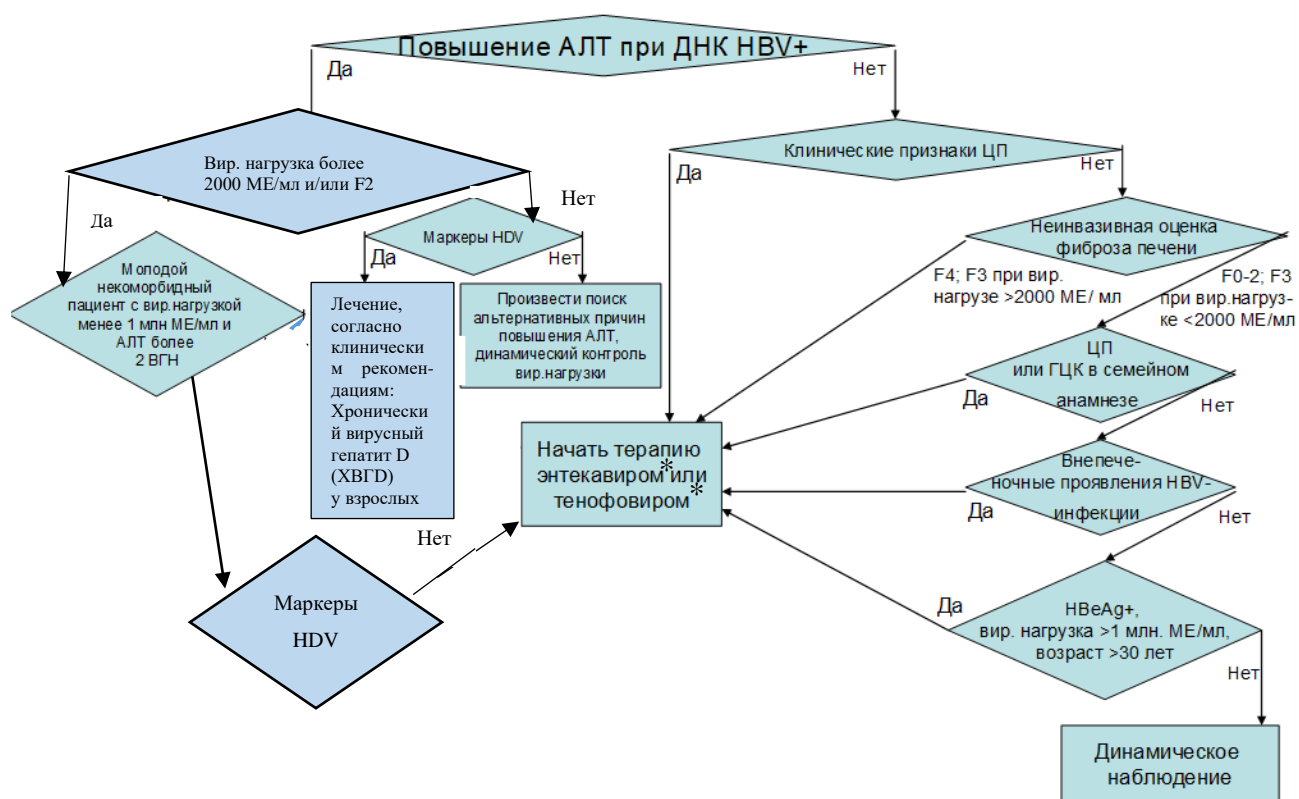 Повышение АЛТ при ДНК HBV+
Да
Нет
Вир. нагрузка более
2000 МЕ/мл и/или F2
Клинические признаки ЦП
Да
Нет
Да
Нет
Маркеры HDV
Да
Нет
Неинвазивная оценка
фиброза печени
F4; F3 при вир.
нагрузе >2000 МЕ/ мл
F0-2; F3
при вир.нагруз-
ке <2000 МЕ/мл
Молодой
некоморбидный
пациент с вир.нагрузкой
менее 1 млн МЕ/мл и
АЛТ более
2 ВГН
Лечение,
согласно
клинически
м рекомен-
дациям:
Хронически
й вирусный
гепатит D
(ХВГD)
у взрослых
Произвести поиск
альтернативных причин
повышения АЛТ,
динамический контроль
вир.нагрузки
ЦП
или ГЦК в семейном
анамнезе
Да
Нет
Начать терапию
энтекавиром* или
тенофовиром*
Внепече-
ночные проявления HBV-
инфекции
Да
Нет
Нет
Маркеры
HDV
Да
HBeAg+,
вир. нагрузка >1 млн. МЕ/мл,
возраст >30 лет
Нет
Динамическое
наблюдение